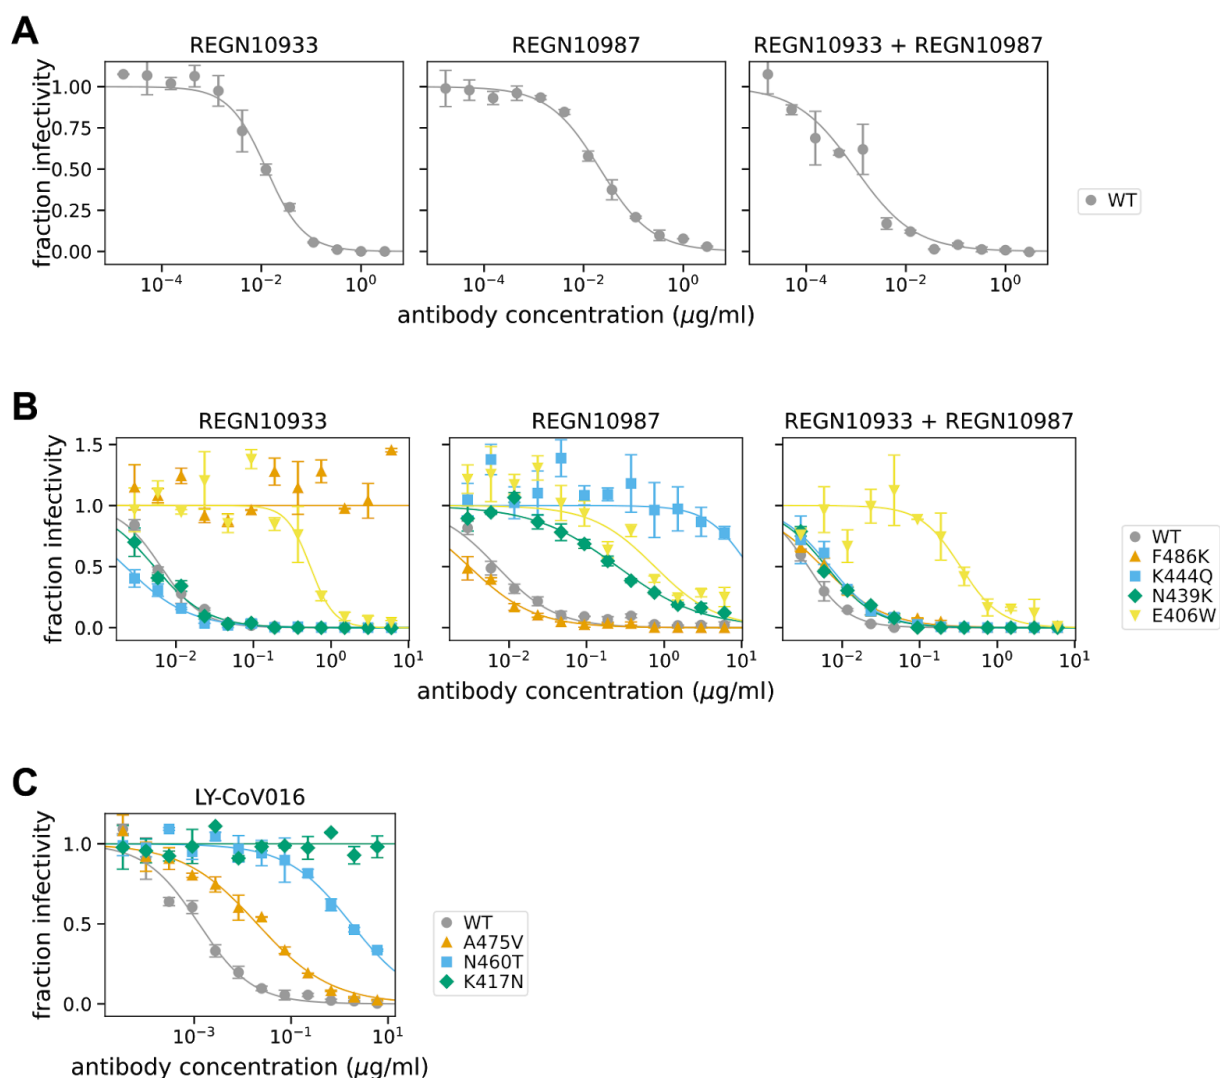 A
REGN10933
REGN10987
REGN10933 + REGN10987
fraction infectivity
1.00
0.75
0.50
0.25
0.00
10⁻⁴ 10⁻² 10⁰
10⁻⁴ 10⁻² 10⁰
10⁻⁴ 10⁻² 10⁰
antibody concentration (μg/ml)
WT
B
REGN10933
REGN10987
REGN10933 + REGN10987
fraction infectivity
1.5
1.0
0.5
0.0
10⁻² 10⁻¹ 10⁰ 10¹
10⁻² 10⁻¹ 10⁰ 10¹
10⁻² 10⁻¹ 10⁰ 10¹
antibody concentration (μg/ml)
WT
F486K
K444Q
N439K
E406W
C
LY-CoV016
fraction infectivity
1.0
0.5
0.0
10⁻³ 10⁻¹ 10¹
antibody concentration (μg/ml)
WT
A475V
N460T
K417N